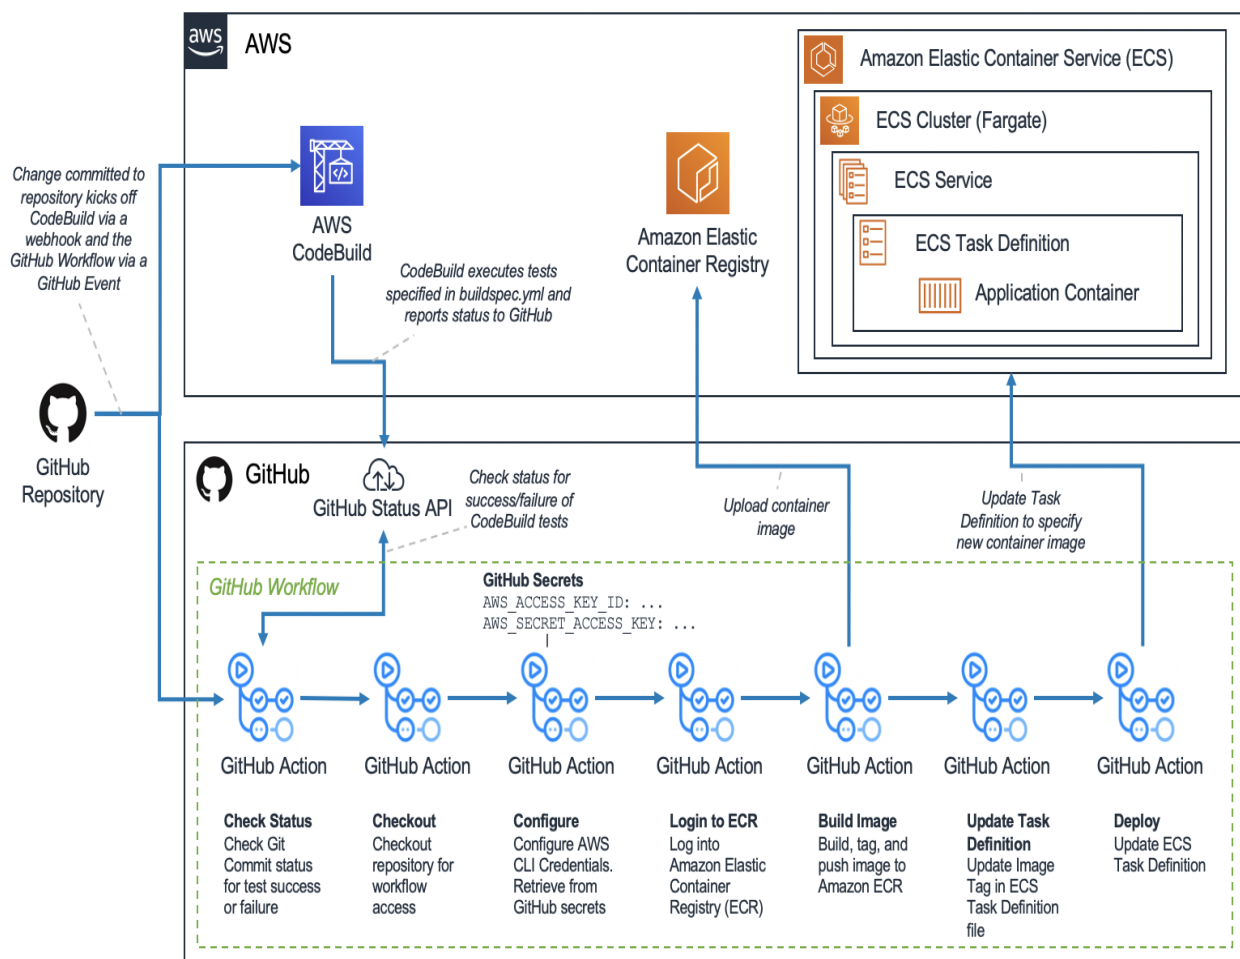 aws
AWS
Amazon Elastic Container Service (ECS)
ECS Cluster (Fargate)
ECS Service
ECS Task Definition
Application Container
Change committed to
repository kicks off
CodeBuild via a
webhook and the
GitHub Workflow via a
GitHub Event
AWS
CodeBuild
Amazon Elastic
Container Registry
CodeBuild executes tests
specified in buildspec.yml and
reports status to GitHub
GitHub
Repository
GitHub
GitHub Status API
Check status for
success/failure of
CodeBuild tests
Upload container
image
Update Task
Definition to specify
new container image
GitHub Workflow
GitHub Secrets
AWS_ACCESS_KEY_ID: ...
AWS_SECRET_ACCESS_KEY: ...
GitHub Action
GitHub Action
GitHub Action
GitHub Action
GitHub Action
GitHub Action
GitHub Action
Check Status
Check Git
Commit status
for test success
or failure
Checkout
Checkout
repository for
workflow
access
Configure
Configure AWS
CLI Credentials.
Retrieve from
GitHub secrets
Login to ECR
Log into
Amazon Elastic
Container
Registry (ECR)
Build Image
Build, tag, and
push image to
Amazon ECR
Update Task
Definition
Update Image
Tag in ECS
Task Definition
file
Deploy
Update ECS
Task Definition